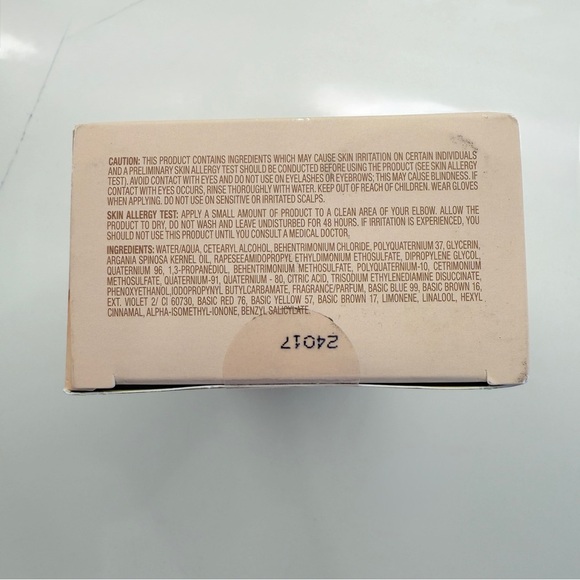 CAUTION: THIS PRODUCT CONTAINS INGREDIENTS WHICH MAY CAUSE SKIN IRRITATION ON CERTAIN INDIVIDUALS
AND A PRELIMINARY SKIN ALLERGY TEST SHOULD BE CONDUCTED BEFORE USING THE PRODUCT (SEE SKIN ALLERGY
TEST). AVOID CONTACT WITH EYES AND DO NOT USE ON EYELASHES OR EYEBROWS; THIS MAY CAUSE BLINDNESS. IF
CONTACT WITH EYES OCCURS, RINSE THOROUGHLY WITH WATER. KEEP OUT OF REACH OF CHILDREN. WEAR GLOVES
WHEN APPLYING. DO NOT USE ON SENSITIVE OR IRRITATED SCALPS.
SKIN ALLERGY TEST: APPLY A SMALL AMOUNT OF PRODUCT TO A CLEAN AREA OF YOUR ELBOW. ALLOW THE
PRODUCT TO DRY, DO NOT WASH AND LEAVE UNDISTURBED FOR 48 HOURS. IF IRRITATION IS EXPERIENCED, YOU
SHOULD NOT USE THIS PRODUCT UNTIL YOU CONSULT A MEDICAL DOCTOR,
INGREDIENTS: WATER/AQUA, CETEARYL ALCOHOL, BEHENTRIMONIUM CHLORIDE, POLYQUATERNIUM 37, GLYCERIN,
ARGANIA SPINOSA KERNEL OIL, RAPESEEAMIDOPROPYL ETHYLDIMONIUM ETHOSULFATE, DIPROPYLENE GLYCOL,
QUATERNIUM 96, 1,3-PROPANEDIOL, BEHENTRIMONIUM METHOSULFATE, POLYQUATERNIUM-10, CETRIMONIUM
METHOSULFATE, QUATERNIUM-91, QUATERNIUM - 80, CITRIC ACID, TRISODIUM ETHYLENEDIAMINE DISUCCINATE,
PHENOXYETHANOL,IODOPROPYNYL BUTYLCARBAMATE, FRAGRANCE/PARFUM, BASIC BLUE 99, BASIC BROWN 16,
EXT. VIOLET 2/ CI 60730, BASIC RED 76, BASIC YELLOW 57, BASIC BROWN 17, LIMONENE, LINALOOL, HEXYL
CINNAMAL, ALPHA-ISOMETHYL-IONONE, BENZYL SALICYLATE.
24017